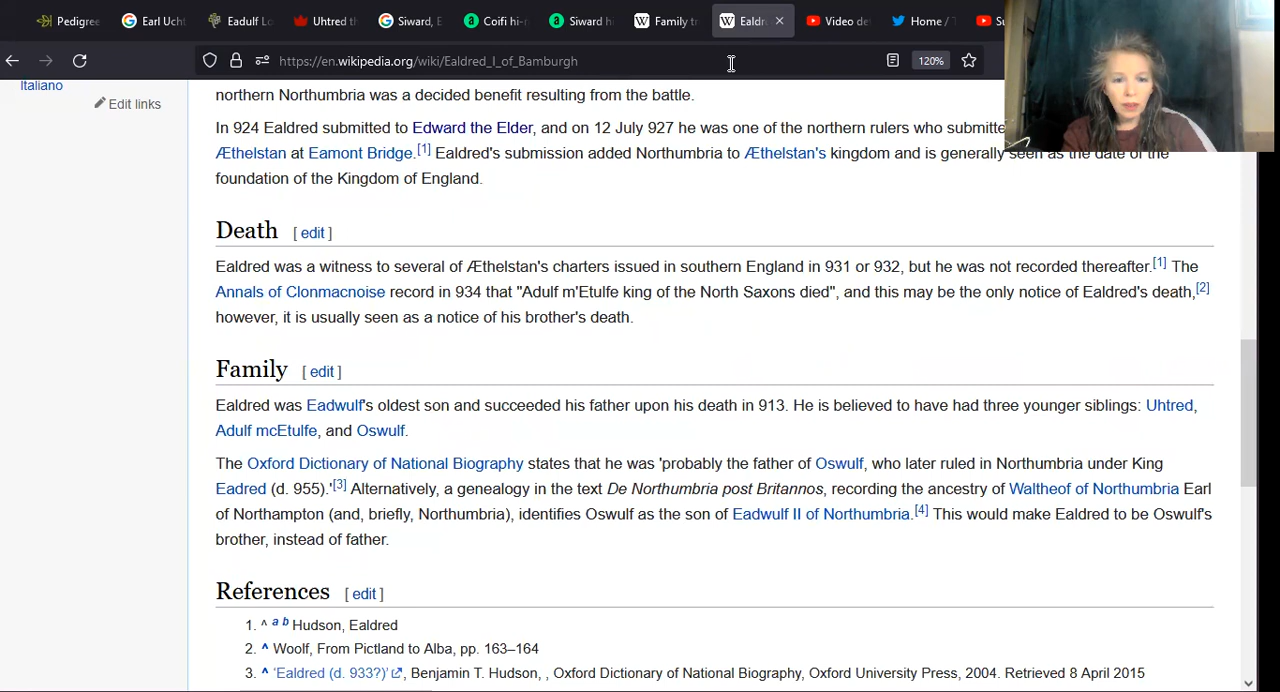 Pedigree
Earl Ucht
Eadulf Lo
Uhtred th
Siward, E
Coifi hi-
Siward h
Family tr
Ealdr
Video de
Home /
Su
https://en.wikipedia.org/wiki/Ealdred_I_of_Bamburgh
120%
Italiano
Edit links
northern Northumbria was a decided benefit resulting from the battle.
In 924 Ealdred submitted to Edward the Elder, and on 12 July 927 he was one of the northern rulers who submitte
Æthelstan at Eamont Bridge.[1] Ealdred's submission added Northumbria to Æthelstan's kingdom and is generally seen as the date of the
foundation of the Kingdom of England.
Death [ edit ]
Ealdred was a witness to several of Æthelstan's charters issued in southern England in 931 or 932, but he was not recorded thereafter.[1] The
Annals of Clonmacnoise record in 934 that "Adulf m'Etulfe king of the North Saxons died", and this may be the only notice of Ealdred's death,[2]
however, it is usually seen as a notice of his brother's death.
Family [ edit ]
Ealdred was Eadwulf's oldest son and succeeded his father upon his death in 913. He is believed to have had three younger siblings: Uhtred,
Adulf mcEtulfe, and Oswulf.
The Oxford Dictionary of National Biography states that he was 'probably the father of Oswulf, who later ruled in Northumbria under King
Eadred (d. 955).'[3] Alternatively, a genealogy in the text De Northumbria post Britannos, recording the ancestry of Waltheof of Northumbria Earl
of Northampton (and, briefly, Northumbria), identifies Oswulf as the son of Eadwulf II of Northumbria.[4] This would make Ealdred to be Oswulf's
brother, instead of father.
References [ edit ]
1. ^ a b Hudson, Ealdred
2. ^ Woolf, From Pictland to Alba, pp. 163–164
3. ^ 'Ealdred (d. 933?)', Benjamin T. Hudson, , Oxford Dictionary of National Biography, Oxford University Press, 2004. Retrieved 8 April 2015